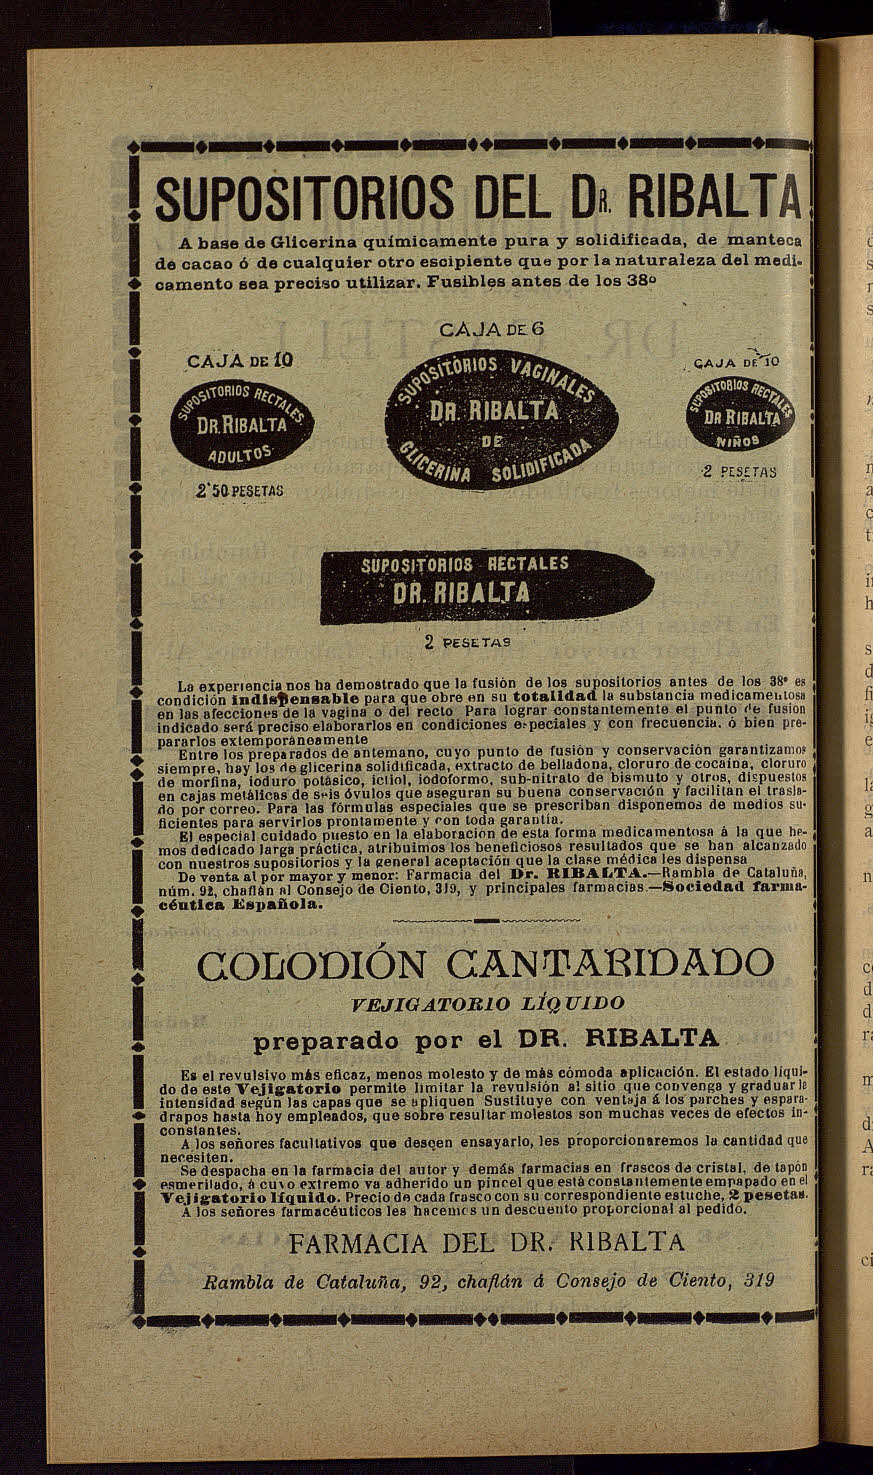 SUPOSITORIOS DEL DR. RIBALTA
A base de Glicerina químicamente pura y solidificada, de manteca
de cacao ó de cualquier otro escipiente que por la naturaleza del medi-
camento sea preciso utilizar. Fusibles antes de los 38º
CAJA DE 10
SUPOSITORIOS RECTALES
DR. RIBALTA
ADULTOS
2'50 PESETAS
CAJA DE 6
SUPOSITORIOS VAGINALES
DR. RIBALTA
DE
GLICERINA SOLIDIFICADA
CAJA DE 10
SUPOSITORIOS RECTALES
DR RIBALTA
NIÑOS
2 PESETAS
SUPOSITORIOS RECTALES
DR. RIBALTA
2 PESETAS
La experiencia nos ha demostrado que la fusión de los supositorios antes de los 38º es
condición indispensable para que obre en su totalidad la substancia medicamentosa
en las afecciones de la vagina o del recto Para lograr constantemente el punto de fusión
indicado será preciso elaborarlos en condiciones especiales y con frecuencia. ó bien pre-
pararlos extemporáneamente
Entre los preparados de antemano, cuyo punto de fusión y conservación garantizamos
siempre, hay los de glicerina solidificada, extracto de belladona, cloruro de cocaína, cloruro
de morfina, ioduro potásico, ictiol, iodoformo, sub-nitrato de bismuto y otros, dispuestos
en cajas metálicas de seis óvulos que aseguran su buena conservación y facilitan el trasla-
do por correo. Para las fórmulas especiales que se prescriban disponemos de medios su-
ficientes para servirlos prontamente y con toda garantía.
El especial cuidado puesto en la elaboración de esta forma medicamentosa á la que he-
mos dedicado larga práctica, atribuimos los beneficiosos resultados que se han alcanzado
con nuestros supositorios y la general aceptación que la clase médica les dispensa
De venta al por mayor y menor: Farmacia del Dr. RIBALTA.—Rambla de Cataluña,
núm. 92, chaflán al Consejo de Ciento, 319, y principales farmacias.—Sociedad farma-
céutica Española.
COLODIÓN CANTARIDADO
VEJIGATORIO LÍQUIDO
preparado por el DR. RIBALTA
Es el revulsivo más eficaz, menos molesto y de más cómoda aplicación. El estado líqui-
do de este Vejigatorio permite limitar la revulsión al sitio que convenga y graduar la
intensidad según las capas que se apliquen Sustituye con ventaja á los parches y espara-
drapos hasta hoy empleados, que sobre resultar molestos son muchas veces de efectos in-
constantes.
A los señores facultativos que deseen ensayarlo, les proporcionaremos la cantidad que
necesiten.
Se despacha en la farmacia del autor y demás farmacias en frascos de cristal, de tapón
esmerilado, á cuyo extremo va adherido un pincel que está constantemente empapado en el
Vejigatorio líquido. Precio de cada frasco con su correspondiente estuche, 2 pesetas.
A los señores farmacéuticos les hacemos un descuento proporcional al pedido.
FARMACIA DEL DR. RIBALTA
Rambla de Cataluña, 92, chaflán á Consejo de Ciento, 319